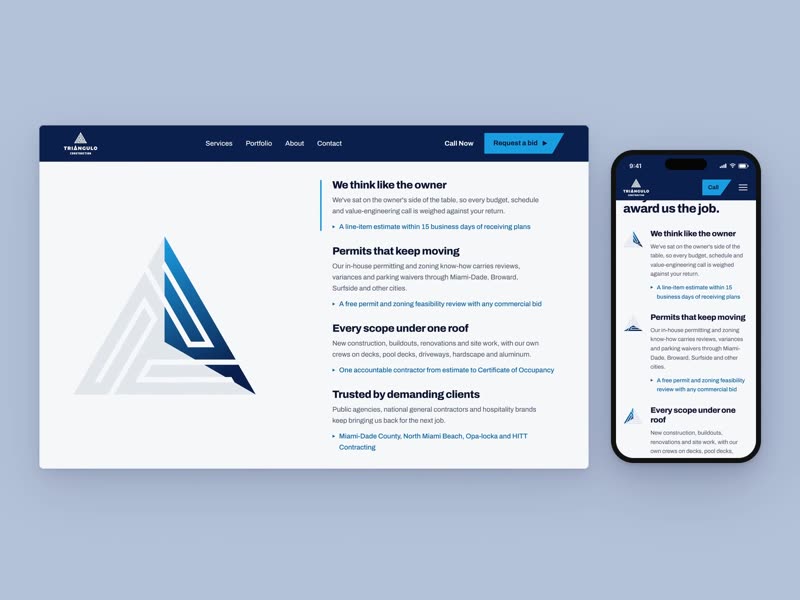 TRIÁNGULO
CONSTRUCTION
Services
Portfolio
About
Contact
Call Now
Request a bid
We think like the owner
We've sat on the owner's side of the table, so every budget, schedule
and value-engineering call is weighed against your return.
A line-item estimate within 15 business days of receiving plans
Permits that keep moving
Our in-house permitting and zoning know-how carries reviews,
variances and parking waivers through Miami-Dade, Broward,
Surfside and other cities.
A free permit and zoning feasibility review with any commercial bid
Every scope under one roof
New construction, buildouts, renovations and site work, with our own
crews on decks, pool decks, driveways, hardscape and aluminum.
One accountable contractor from estimate to Certificate of Occupancy
Trusted by demanding clients
Public agencies, national general contractors and hospitality brands
keep bringing us back for the next job.
Miami-Dade County, North Miami Beach, Opa-locka and HITT
Contracting
9:41
TRIÁNGULO
CONSTRUCTION
Call
award us the job.
We think like the owner
We've sat on the owner's side of the
table, so every budget, schedule and
value-engineering call is weighed
against your return.
A line-item estimate within 15
business days of receiving plans
Permits that keep moving
Our in-house permitting and zoning
know-how carries reviews, variances
and parking waivers through Miami-
Dade, Broward, Surfside and other
cities.
A free permit and zoning feasibility
review with any commercial bid
Every scope under one
roof
New construction, buildouts,
renovations and site work, with our
own crews on decks, pool decks,